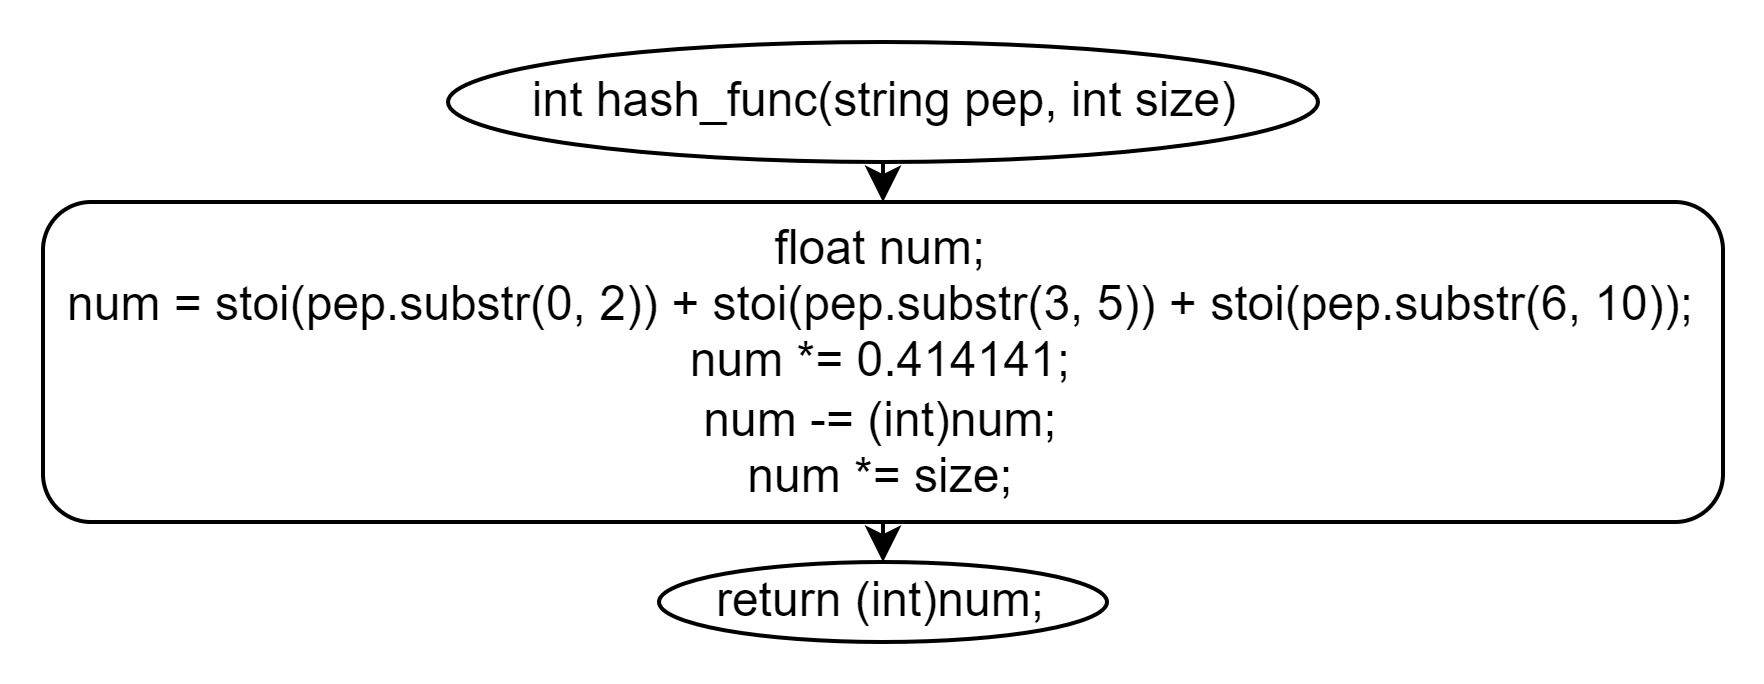 int hash_func(string pep, int size)
float num;
num = stoi(pep.substr(0, 2)) + stoi(pep.substr(3, 5)) + stoi(pep.substr(6, 10));
num *= 0.414141;
num -= (int)num;
num *= size;
return (int)num;